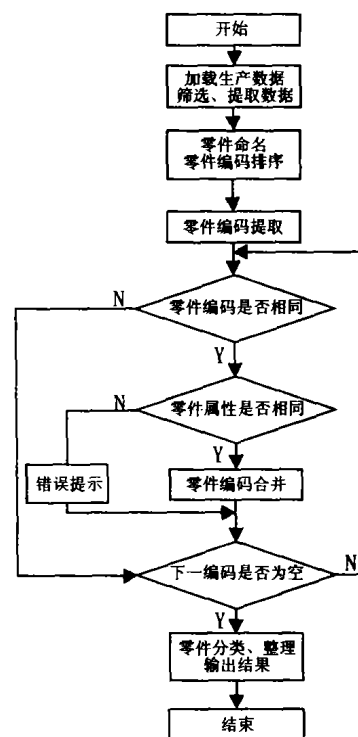 开始
加载生产数据
筛选、提取数据
零件命名
零件编码排序
零件编码提取
N
零件编码是否相同
Y
N
零件属性是否相同
Y
错误提示
零件编码合并
下一编码是否为空
N
Y
零件分类、整理
输出结果
结束